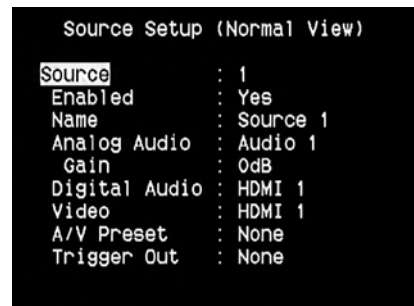 Source Setup (Normal View)
Source : 1
Enabled : Yes
Name : Source 1
Analog Audio : Audio 1
Gain : 0dB
Digital Audio : HDMI 1
Video : HDMI 1
A/V Preset : None
Trigger Out : None